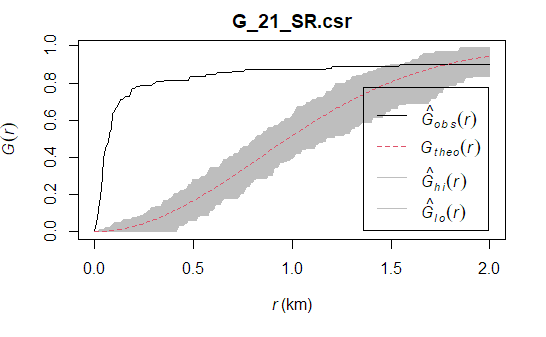 G_21_SR.csr
G(r)
1.0
0.8
0.6
0.4
0.2
0.0
Ĝobs(r)
Gtheo(r)
Ĝhi(r)
Ĝlo(r)
0.0 0.5 1.0 1.5 2.0
r (km)